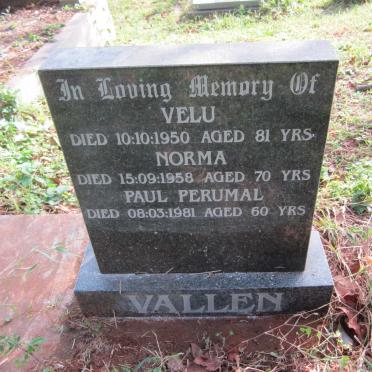 In Loving Memory Of
VELU
DIED 10:10:1950 AGED 81 YRS.
NORMA
DIED 15:09:1958 AGED 70 YRS
PAUL PERUMAL
DIED 08:03:1981 AGED 60 YRS
VALLEN